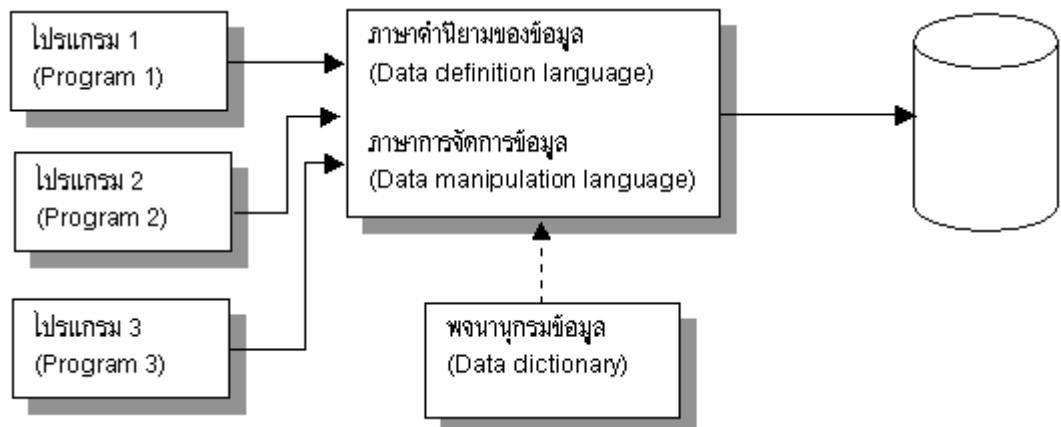 โปรแกรม 1
(Program 1)
โปรแกรม 2
(Program 2)
โปรแกรม 3
(Program 3)
ภาษาคำนิยามของข้อมูล
(Data definition language)
ภาษาการจัดการข้อมูล
(Data manipulation language)
พจนานุกรมข้อมูล
(Data dictionary)